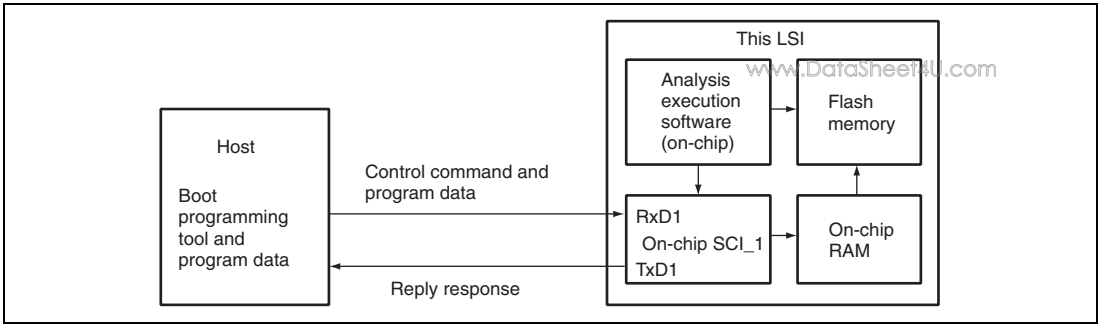 This LSI
www.DataSheet4U.com
Analysis
execution
software
(on-chip)
Flash
memory
Host
Boot
programming
tool and
program data
Control command and
program data
RxD1
On-chip SCI_1
TxD1
On-chip
RAM
Reply response